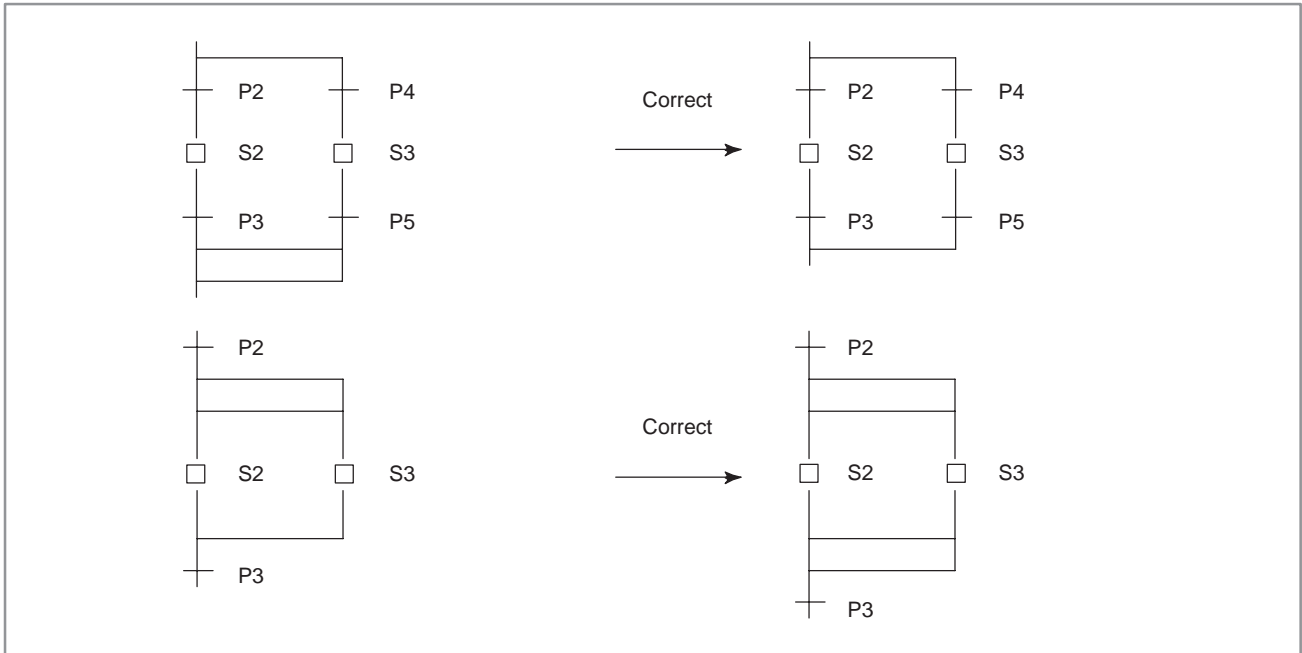 P2 P4 Correct P2 P4
S2 S3 S2 S3
P3 P5 P3 P5
P2 P2
Correct
S2 S3 S2 S3
P3
P3